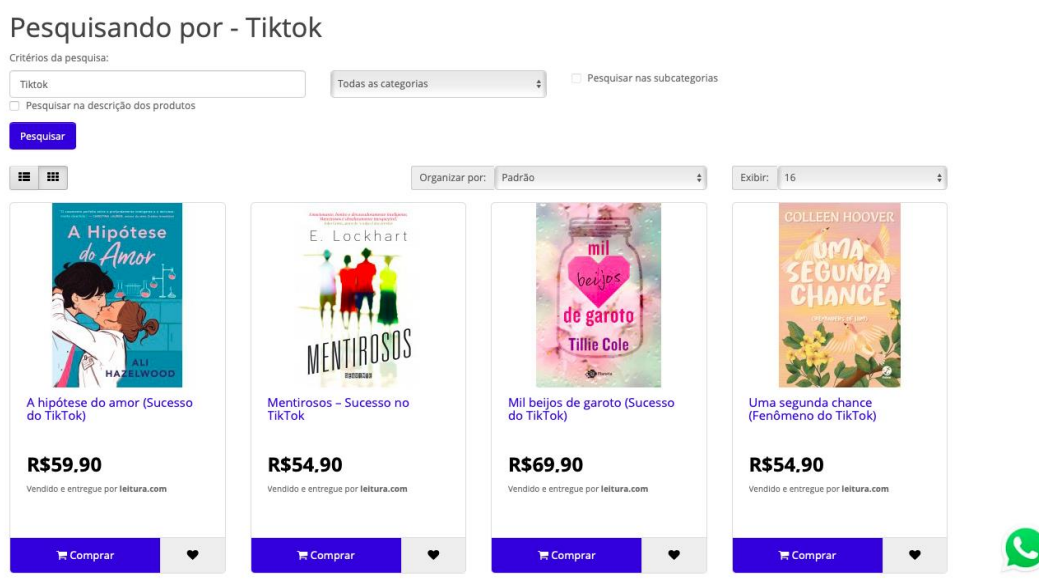 Pesquisando por - Tiktok
Critérios da pesquisa:
Tiktok
Todas as categorias
Pesquisar nas subcategorias
Pesquisar na descrição dos produtos
Pesquisar
Organizar por:
Padrão
Exibir:
16
A Hipótese
do Amor
ALI
HAZELWOOD
A hipótese do amor (Sucesso
do TikTok)
R$59,90
Vendido e entregue por leitura.com
Comprar
E. Lockhart
MENTIROSOS
Mentirosos – Sucesso no
TikTok
R$54,90
Vendido e entregue por leitura.com
Comprar
mil
beijos
de garoto
Tillie Cole
Planeta
Mil beijos de garoto (Sucesso
do TikTok)
R$69,90
Vendido e entregue por leitura.com
Comprar
COLLEEN HOOVER
UMA
SEGUNDA
CHANCE
Uma segunda chance
(Fenômeno do TikTok)
R$54,90
Vendido e entregue por leitura.com
Comprar